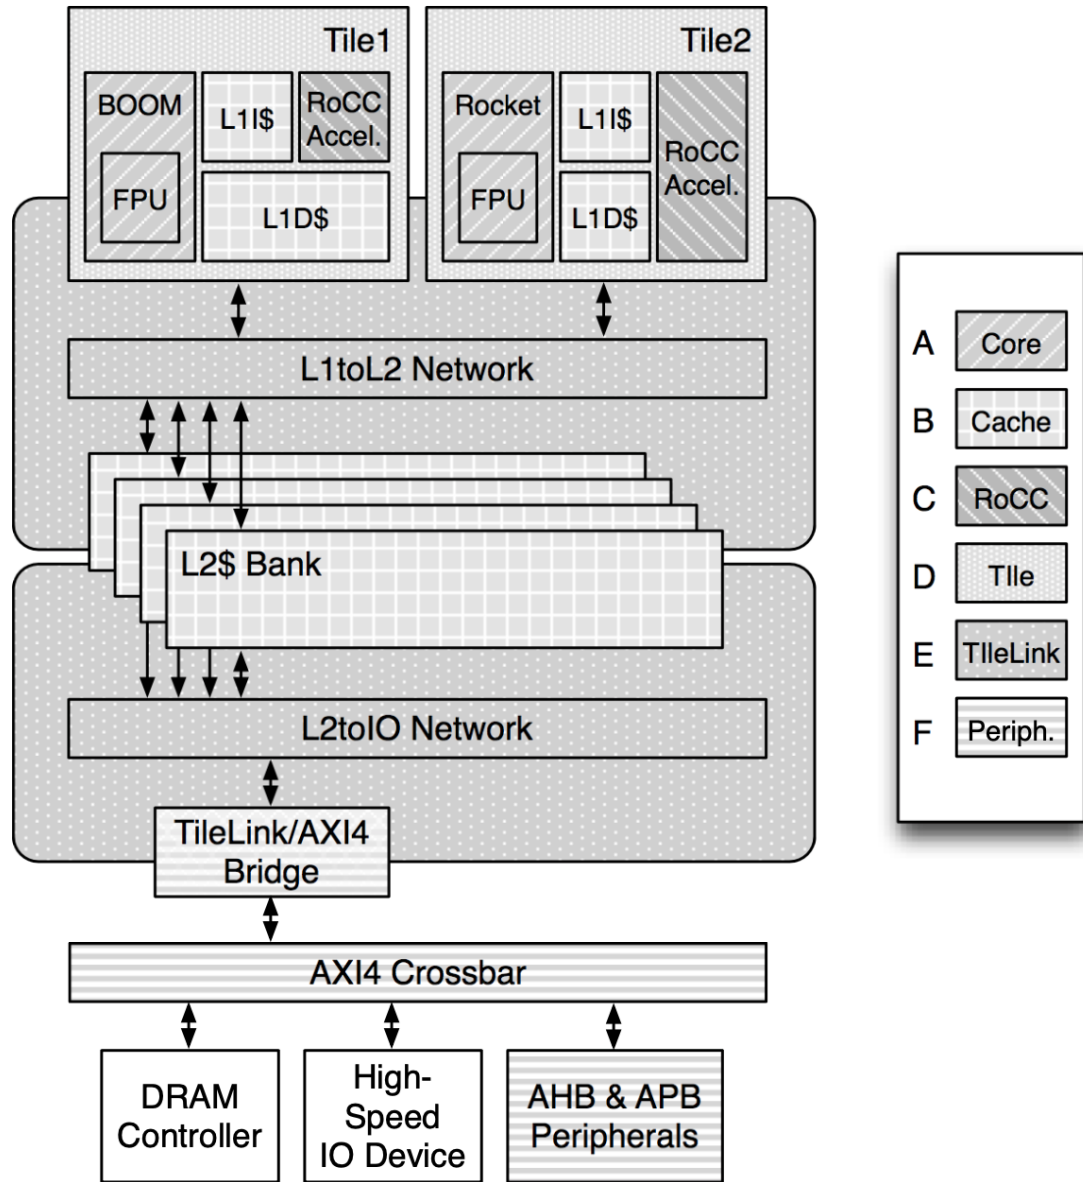 Tile1
BOOM
FPU
L1I$
RoCC
Accel.
L1D$
Tile2
Rocket
FPU
L1I$
L1D$
RoCC
Accel.
L1toL2 Network
L2$ Bank
L2toIO Network
TileLink/AXI4
Bridge
AXI4 Crossbar
DRAM
Controller
High-
Speed
IO Device
AHB & APB
Peripherals
A Core
B Cache
C RoCC
D TIle
E TIleLink
F Periph.